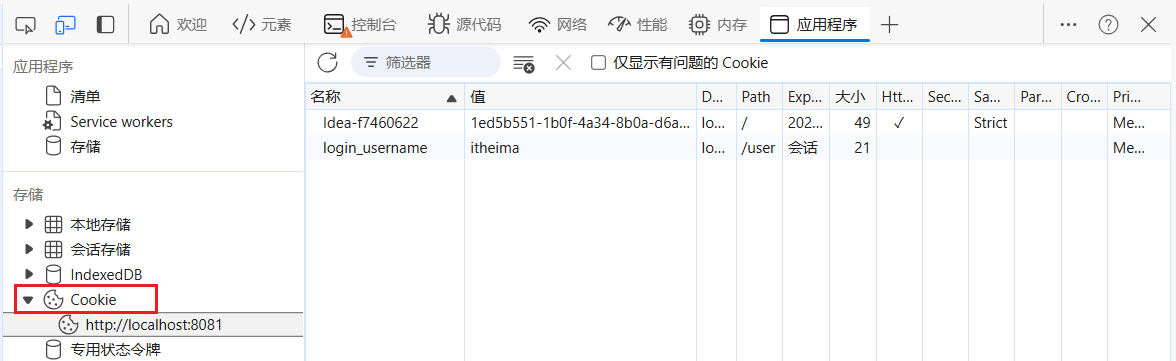 欢迎 元素 控制台 源代码 网络 性能 内存 应用程序
应用程序
清单
Service workers
存储
存储
本地存储
会话存储
IndexedDB
Cookie
http://localhost:8081
专用状态令牌
筛选器 仅显示有问题的 Cookie
名称 值 D... Path Exp... 大小 Htt... Sec... Sa... Par... Cro... Pri...
Idea-f7460622 1ed5b551-1b0f-4a34-8b0a-d6a... lo... / 202... 49 ✓ Strict Me...
login_username itheima lo... /user 会话 21 Me...